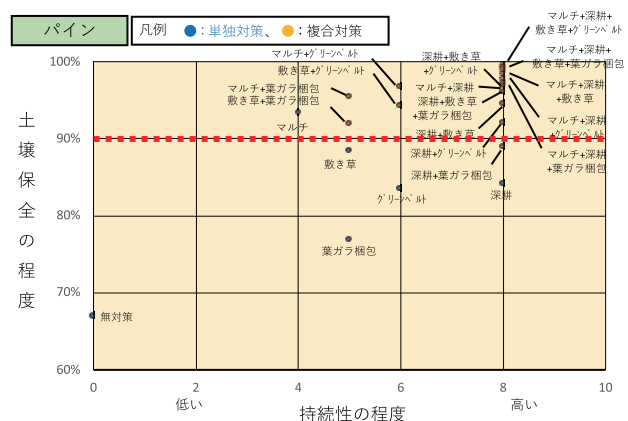 パイン
凡例 ●：単独対策、 ●：複合対策
マルチ+深耕+
敷き草+グリーンベルト
マルチ+グリーンベルト
深耕+敷き草
+グリーンベルト
マルチ+深耕+
敷き草+葉ガラ梱包
100%
敷き草+グリーンベルト
マルチ+葉ガラ梱包
敷き草+葉ガラ梱包
マルチ+深耕
マルチ+深耕
+敷き草
深耕+敷き草
+葉ガラ梱包
マルチ
マルチ+深耕
+グリーンベルト
深耕+敷き草
90%
深耕+グリーンベルト
マルチ+深耕
+葉ガラ梱包
敷き草
深耕+葉ガラ梱包
グリーンベルト
深耕
80%
葉ガラ梱包
70%
無対策
60%
土壌保全の程度
0 2 4 6 8 10
低い 高い
持続性の程度